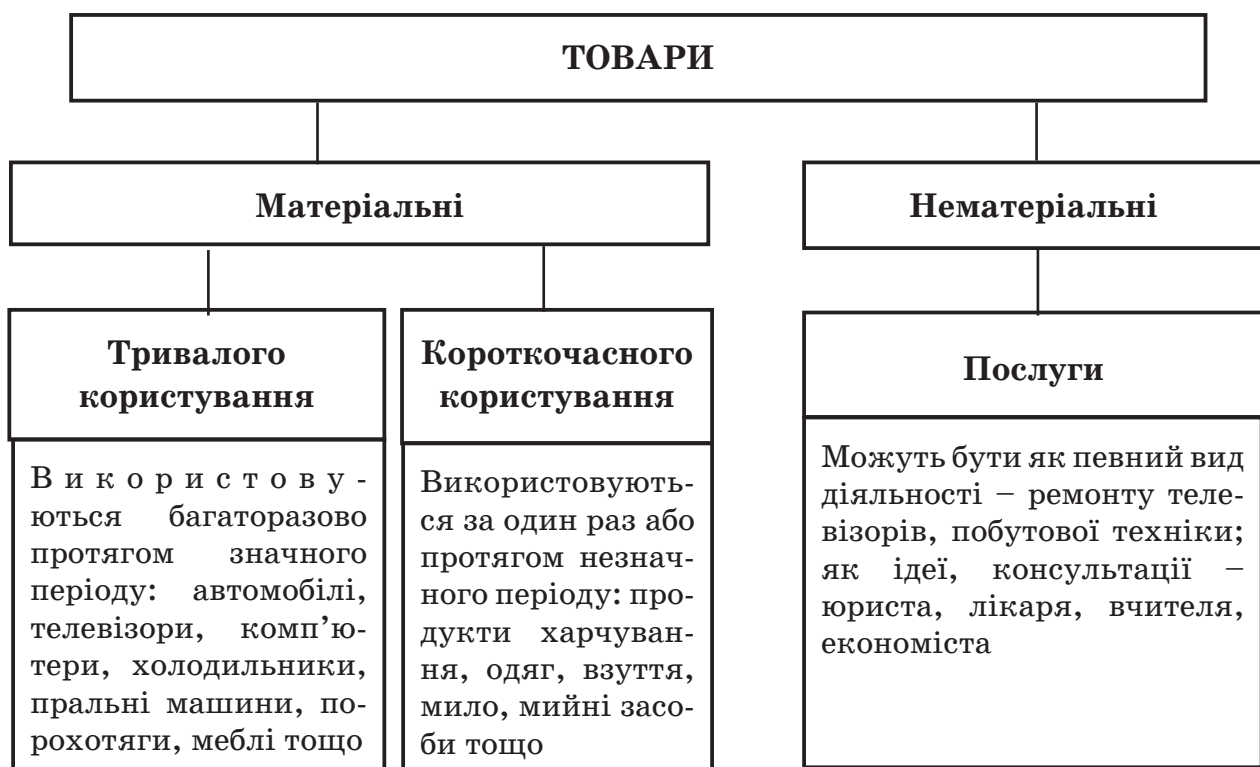 ТОВАРИ
Матеріальні
Нематеріальні
Тривалого
користування
Короткочасного
користування
Послуги
Використову-
ються багаторазово
протягом значного
періоду: автомобілі,
телевізори, комп’ю-
тери, холодильники,
пральні машини, по-
рохотяги, меблі тощо
Використовують-
ся за один раз або
протягом незнач-
ного періоду: про-
дукти харчуван-
ня, одяг, взуття,
мило, мийні засо-
би тощо
Можуть бути як певний вид
діяльності – ремонту теле-
візорів, побутової техніки;
як ідеї, консультації –
юриста, лікаря, вчителя,
економіста